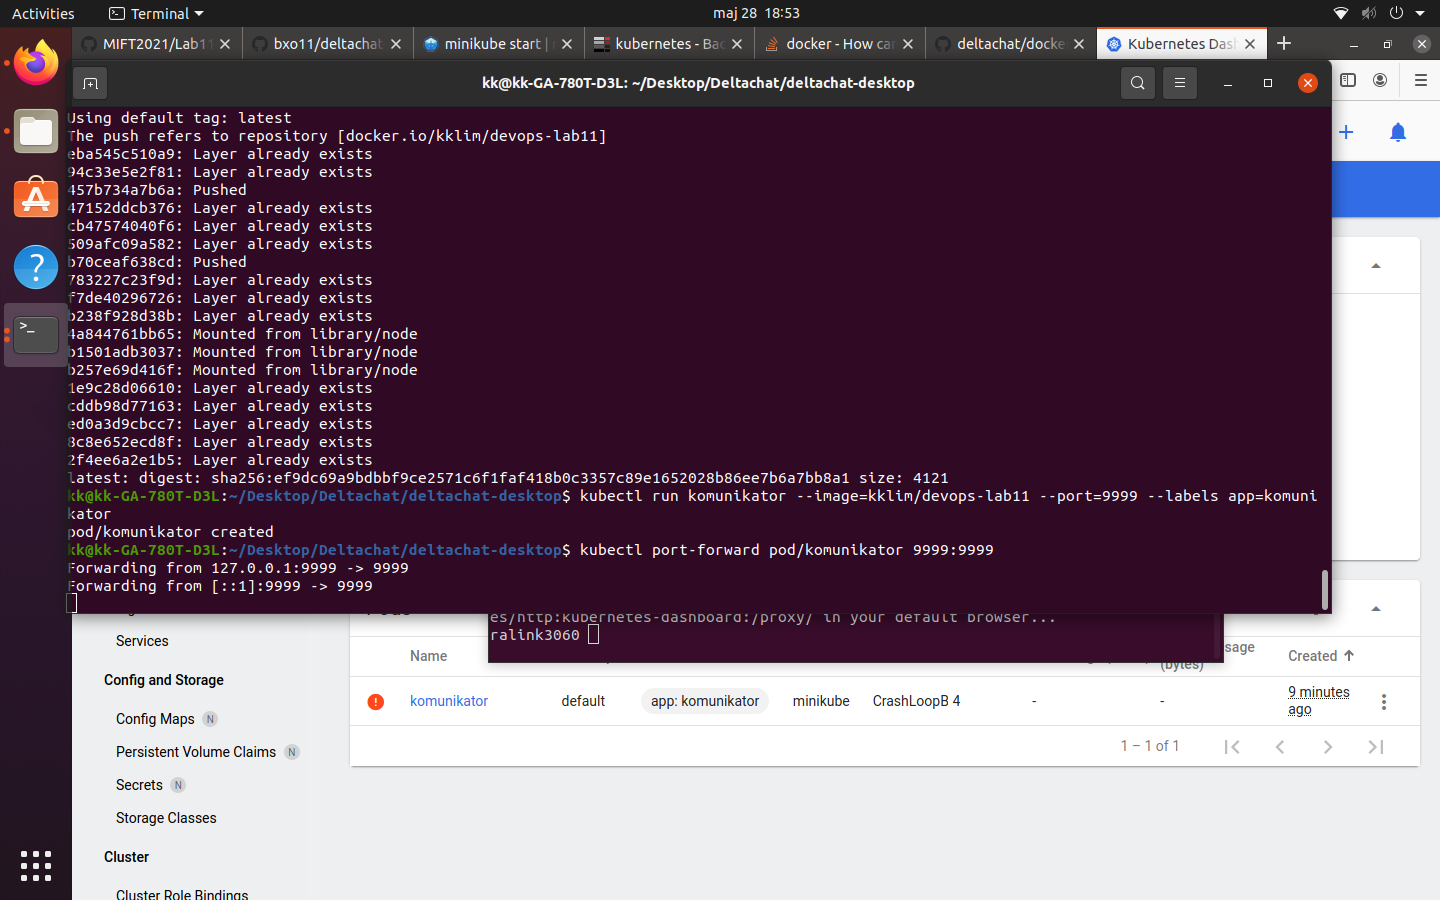 Activities
Terminal
maj 28 18:53
MIFT2021/Lab11
bxo11/deltachat
minikube start |
kubernetes - Bac
docker - How can
deltachat/docke
Kubernetes Das
kk@kk-GA-780T-D3L: ~/Desktop/Deltachat/deltachat-desktop
Using default tag: latest
The push refers to repository [docker.io/kklim/devops-lab11]
eba545c510a9: Layer already exists
94c33e5e2f81: Layer already exists
457b734a7b6a: Pushed
47152ddcb376: Layer already exists
cb47574040f6: Layer already exists
509afc09a582: Layer already exists
b70ceaf638cd: Pushed
783227c23f9d: Layer already exists
f7de40296726: Layer already exists
b238f928d38b: Layer already exists
4a844761bb65: Mounted from library/node
b1501adb3037: Mounted from library/node
b257e69d416f: Mounted from library/node
1e9c28d06610: Layer already exists
cddb98d77163: Layer already exists
ed0a3d9cbcc7: Layer already exists
8c8e652ecd8f: Layer already exists
2f4ee6a2e1b5: Layer already exists
latest: digest: sha256:ef9dc69a9bdbbf9ce2571c6f1faf418b0c3357c89e1652028b86ee7b6a7bb8a1 size: 4121
kk@kk-GA-780T-D3L:~/Desktop/Deltachat/deltachat-desktop$ kubectl run komunikator --image=kklim/devops-lab11 --port=9999 --labels app=komuni
kator
pod/komunikator created
kk@kk-GA-780T-D3L:~/Desktop/Deltachat/deltachat-desktop$ kubectl port-forward pod/komunikator 9999:9999
Forwarding from 127.0.0.1:9999 -> 9999
Forwarding from [::1]:9999 -> 9999
es/http:kubernetes-dashboard:/proxy/ in your default browser...
ralink3060
Services
Config and Storage
Config Maps N
Persistent Volume Claims N
Secrets N
Storage Classes
Cluster
Cluster Role Bindings
Name
sage
(bytes)
Created
komunikator
default
app: komunikator
minikube
CrashLoopB 4
-
-
9 minutes
ago
1 – 1 of 1